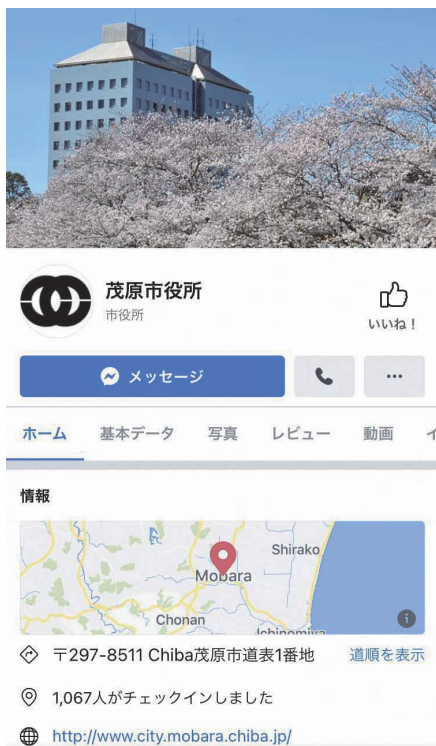 茂原市役所
市役所
いいね！
メッセージ
ホーム 基本データ 写真 レビュー 動画 イ
情報
Shirako
Mobara
Chonan
Ichinomiya
〒297-8511 Chiba茂原市道表1番地 道順を表示
1,067人がチェックインしました
http://www.city.mobara.chiba.jp/